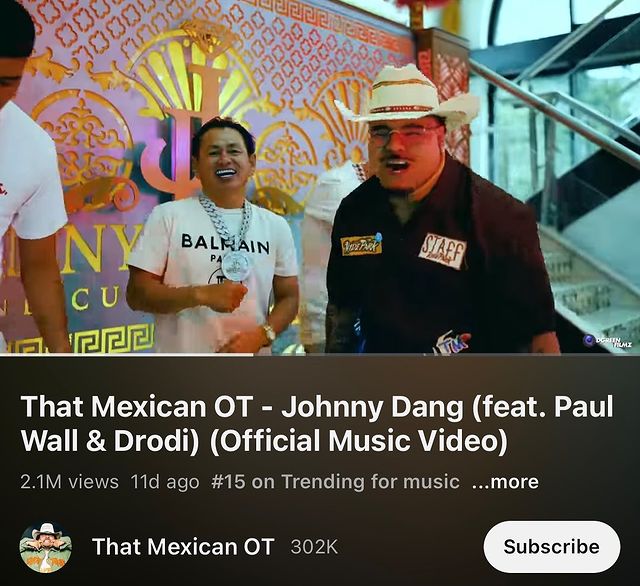 NY
N
CU
BALMAIN
PA
STAFF
DGREEN
FILMZ
That Mexican OT - Johnny Dang (feat. Paul
Wall & Drodi) (Official Music Video)
2.1M views 11d ago #15 on Trending for music ...more
That Mexican OT 302K
Subscribe